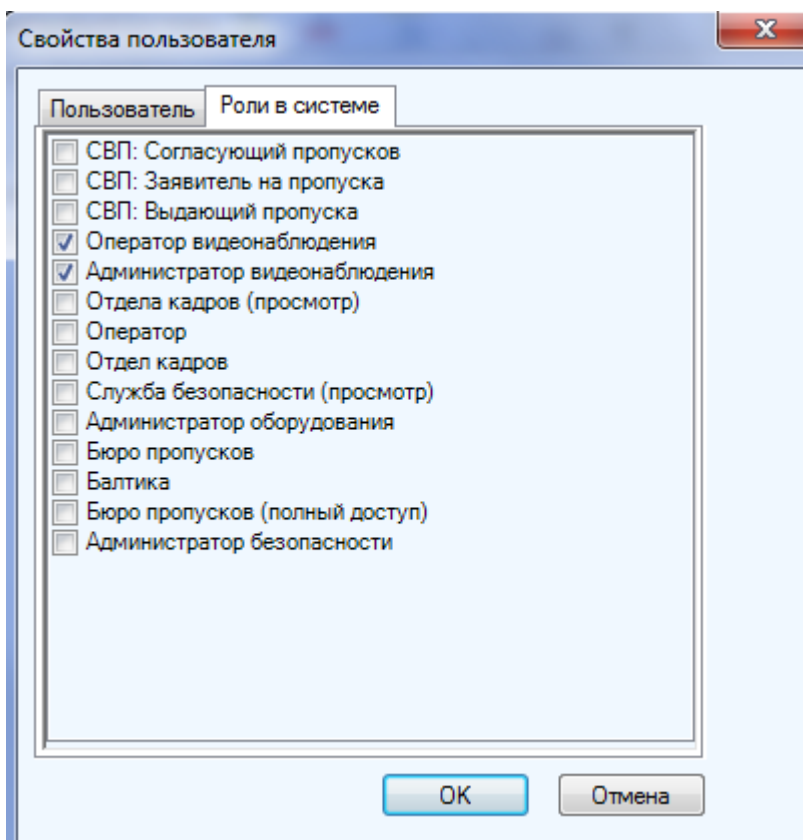 Свойства пользователя
Пользователь
Роли в системе
СВП: Согласующий пропусков
СВП: Заявитель на пропуска
СВП: Выдающий пропуска
Оператор видеонаблюдения
Администратор видеонаблюдения
Отдела кадров (просмотр)
Оператор
Отдел кадров
Служба безопасности (просмотр)
Администратор оборудования
Бюро пропусков
Балтика
Бюро пропусков (полный доступ)
Администратор безопасности
OK
Отмена